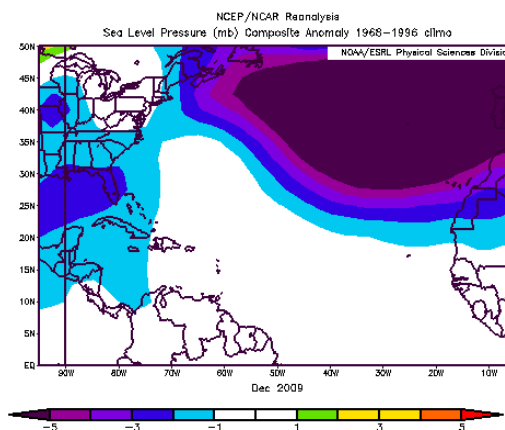 NCEP/NCAR Reanalysis
Sea Level Pressure (mb) Composite Anomaly 1968-1996 climo
NOAA/ESRL Physical Sciences Divisio
50N
45N
40N
35N
30N
25N
20N
15N
10N
5N
EQ
90W 80W 70W 60W 50W 40W 30W 20W 10W
Dec 2009
-5 -3 -1 1 3 5